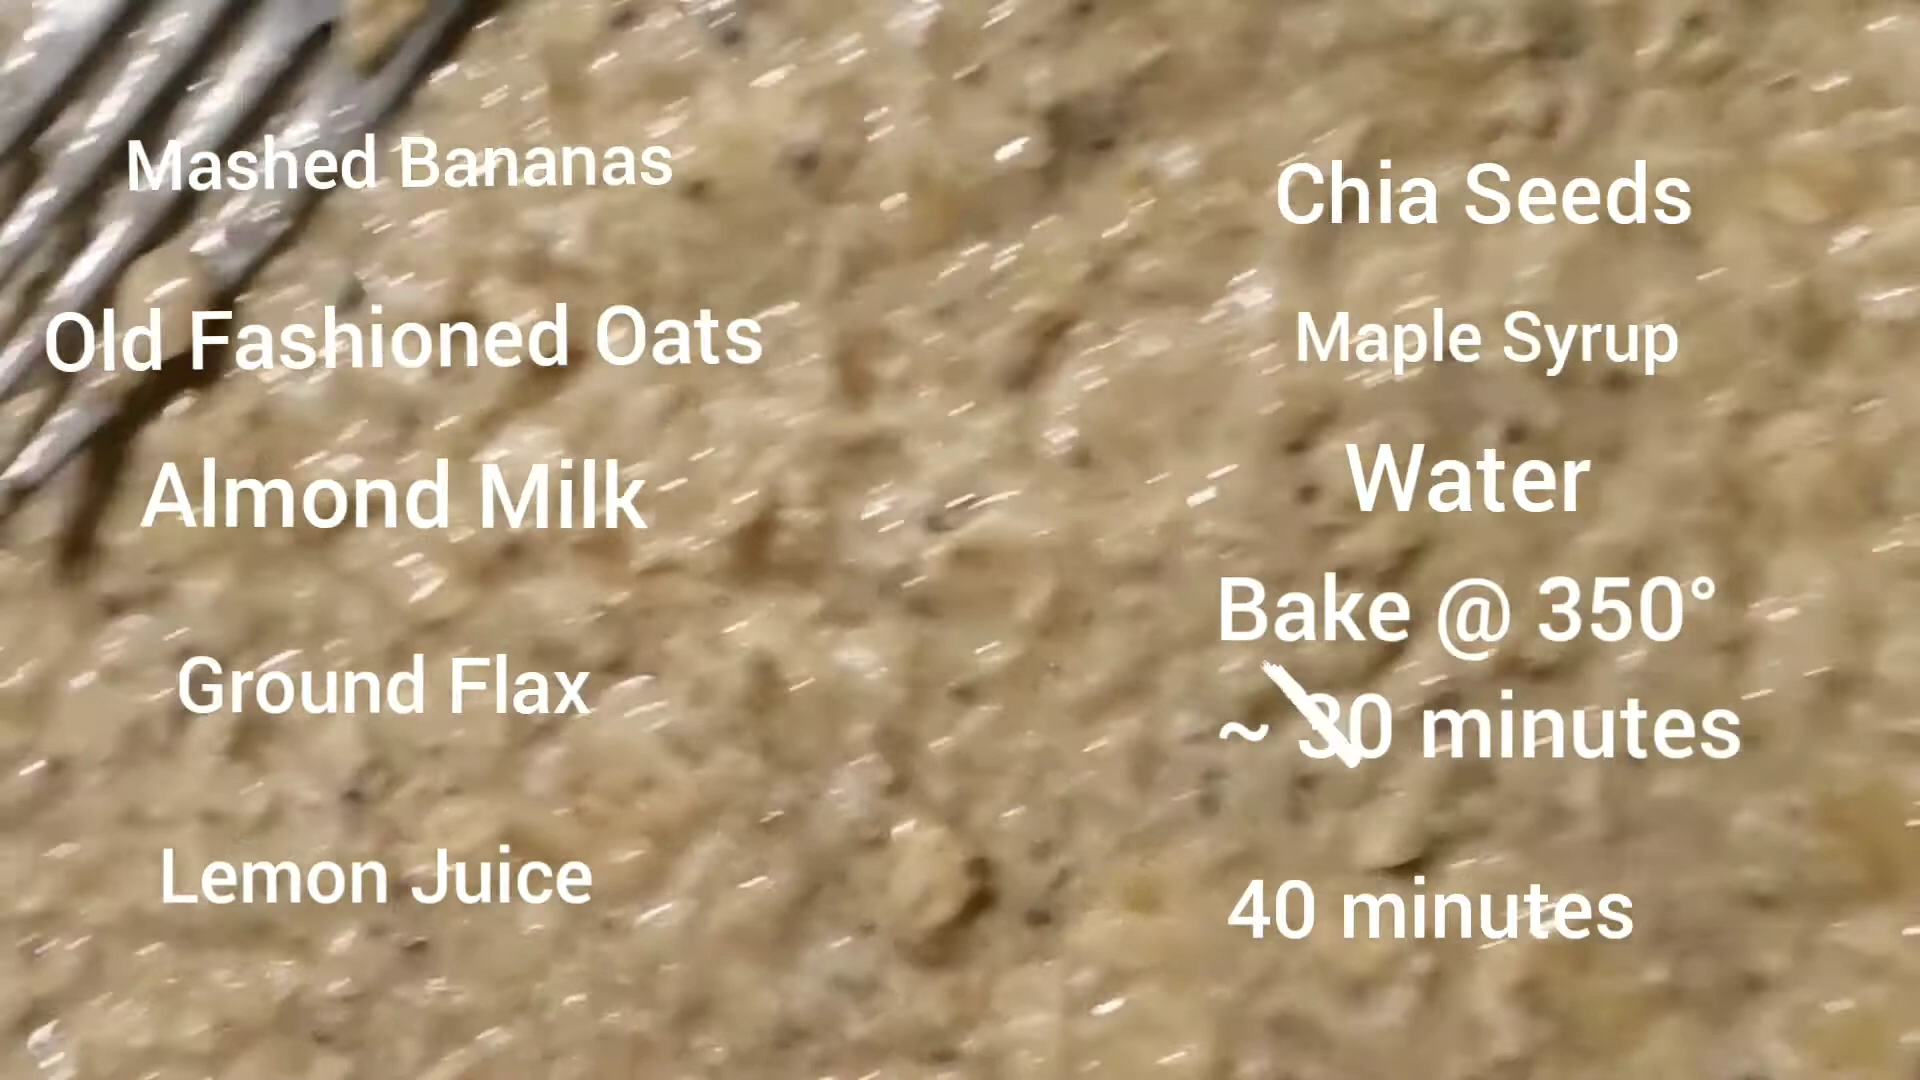 Mashed Bananas
Old Fashioned Oats
Almond Milk
Ground Flax
Lemon Juice
Chia Seeds
Maple Syrup
Water
Bake @ 350°
~ 30 minutes
40 minutes